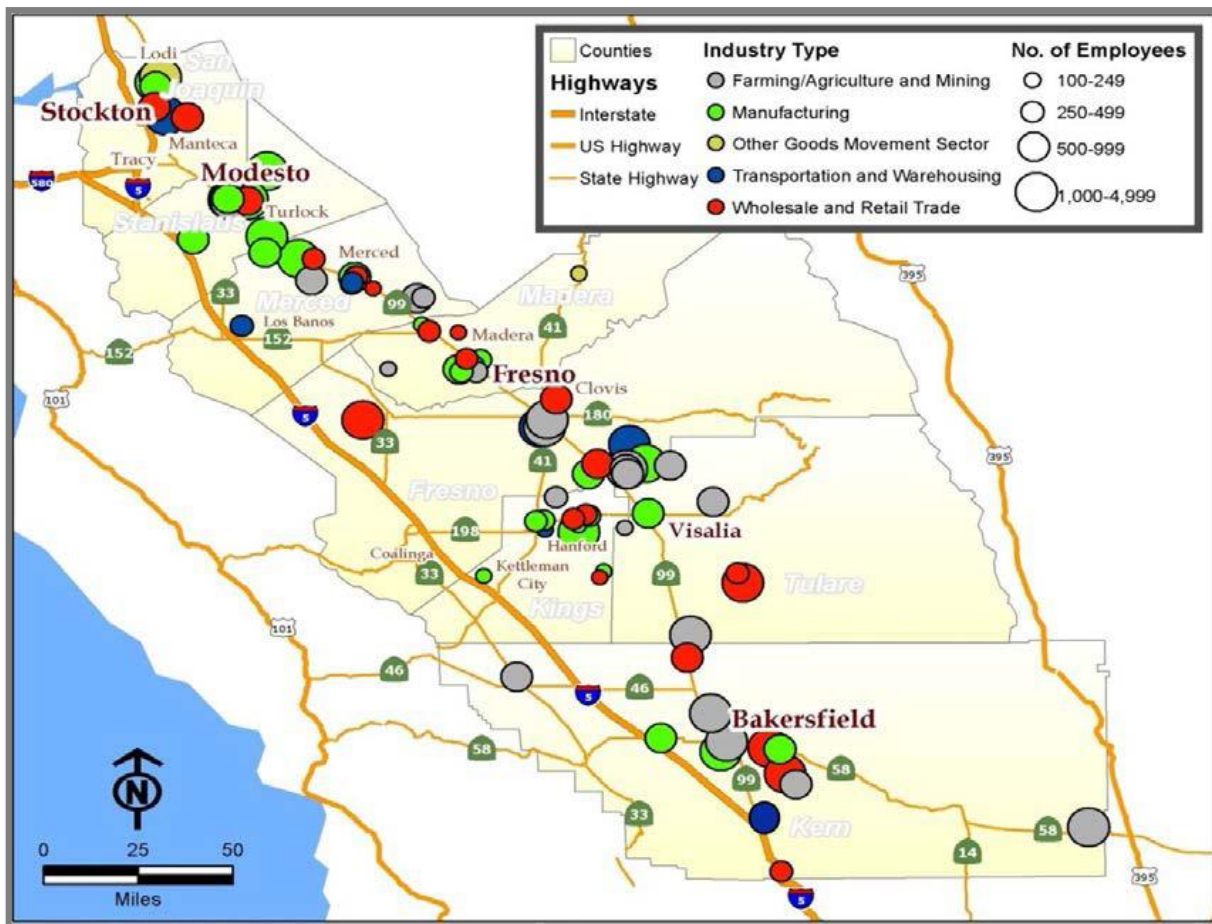 Counties
Highways
Interstate
US Highway
State Highway
Industry Type
Farming/Agriculture and Mining
Manufacturing
Other Goods Movement Sector
Transportation and Warehousing
Wholesale and Retail Trade
No. of Employees
100-249
250-499
500-999
1,000-4,999
Lodi
San
Joaquin
Stockton
Manteca
Tracy
580
5
Modesto
Turlock
Stanislaus
Merced
395
33
Merced
99
Madera
Los Banos
41
152
Madera
152
Fresno
Clovis
101
5
180
33
41
395
Fresno
198
Visalia
Hanford
Coalinga
33
Kettleman
City
99
Tulare
Kings
101
46
5
46
Bakersfield
58
58
99
N
33
Kern
58
14
0 25 50
Miles
395
5